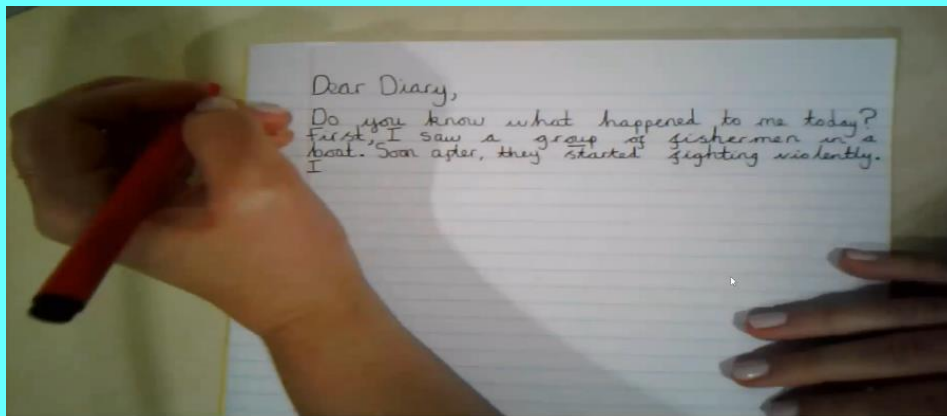 Dear Diary,
Do you know what happened to me today?
First, I saw a group of fishermen in a
boat. Soon after, they started fighting violently.
I